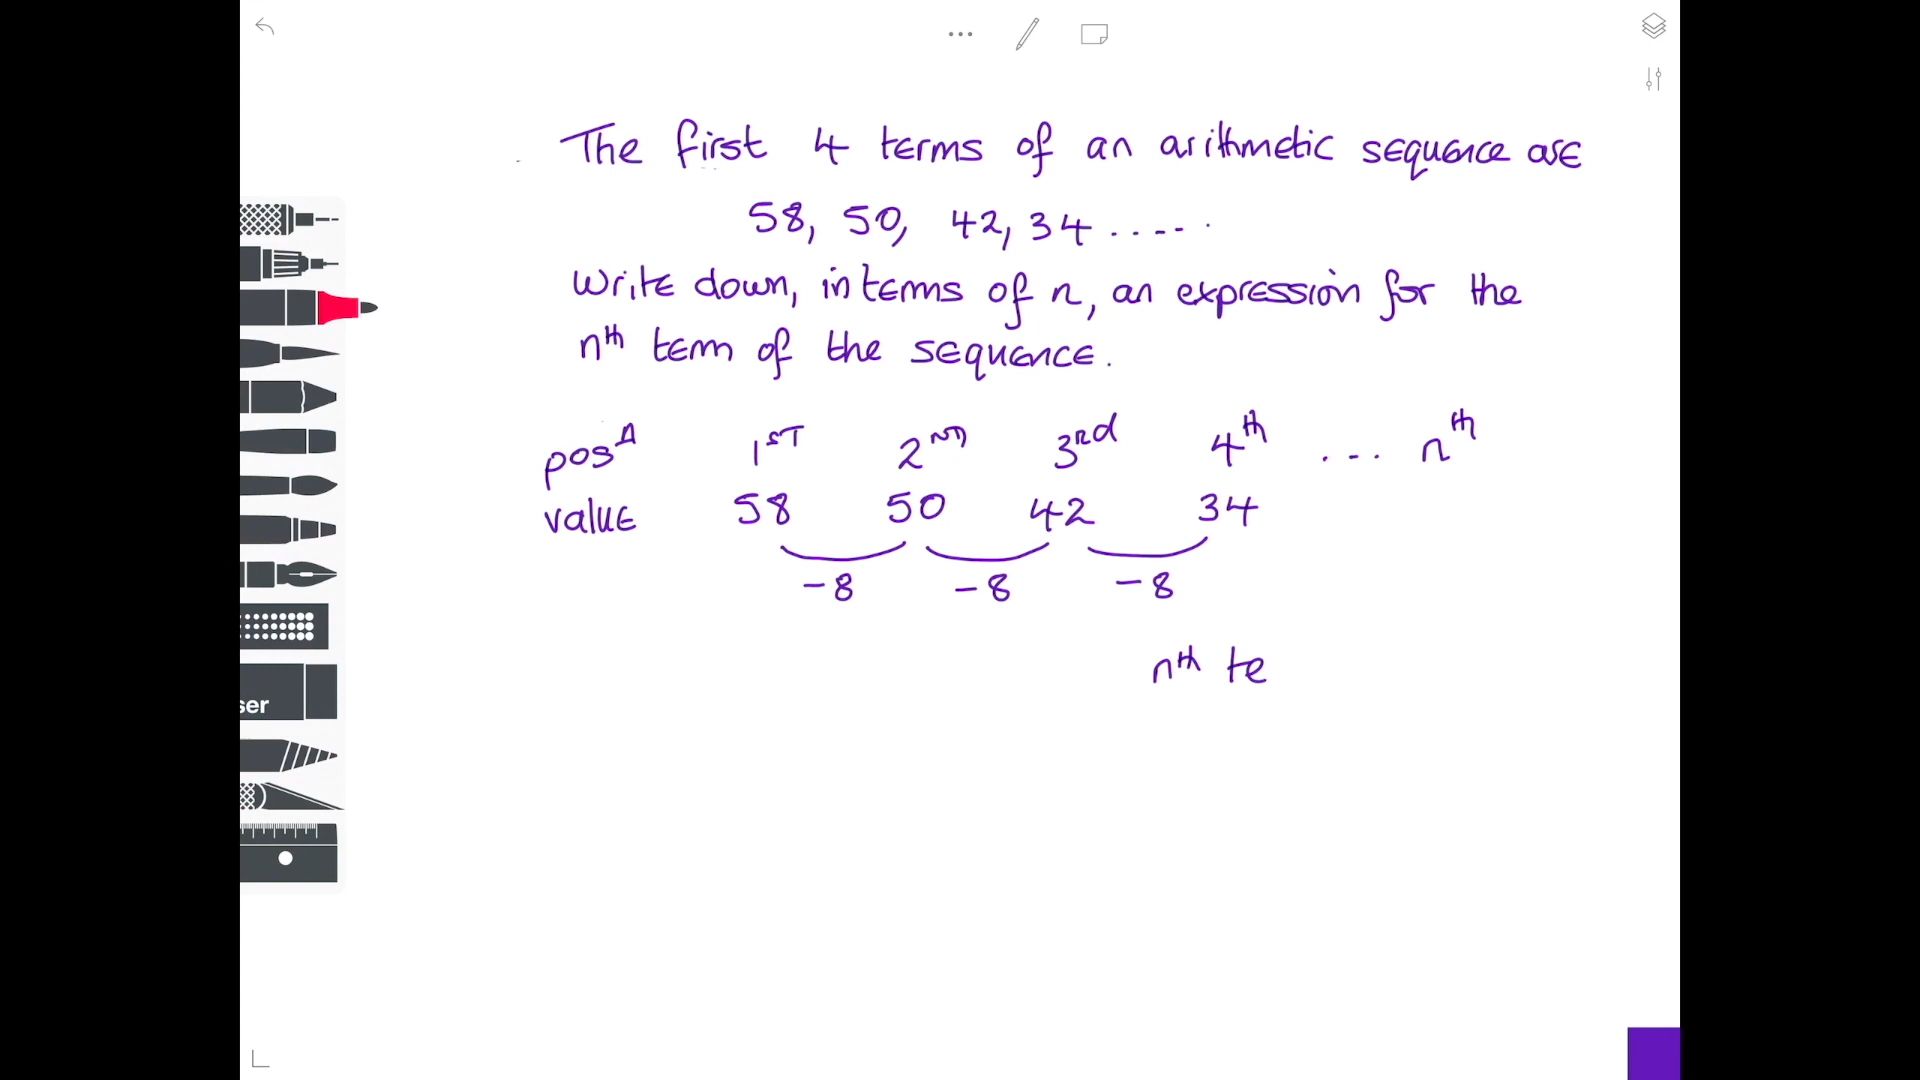 The first 4 terms of an arithmetic sequence are
58, 50, 42, 34 ......
Write down, in terms of n, an expression for the
nth term of the sequence.
posn 1ST 2ND 3rd 4th ... nth
value 58 50 42 34
-8 -8 -8
nth te
ser